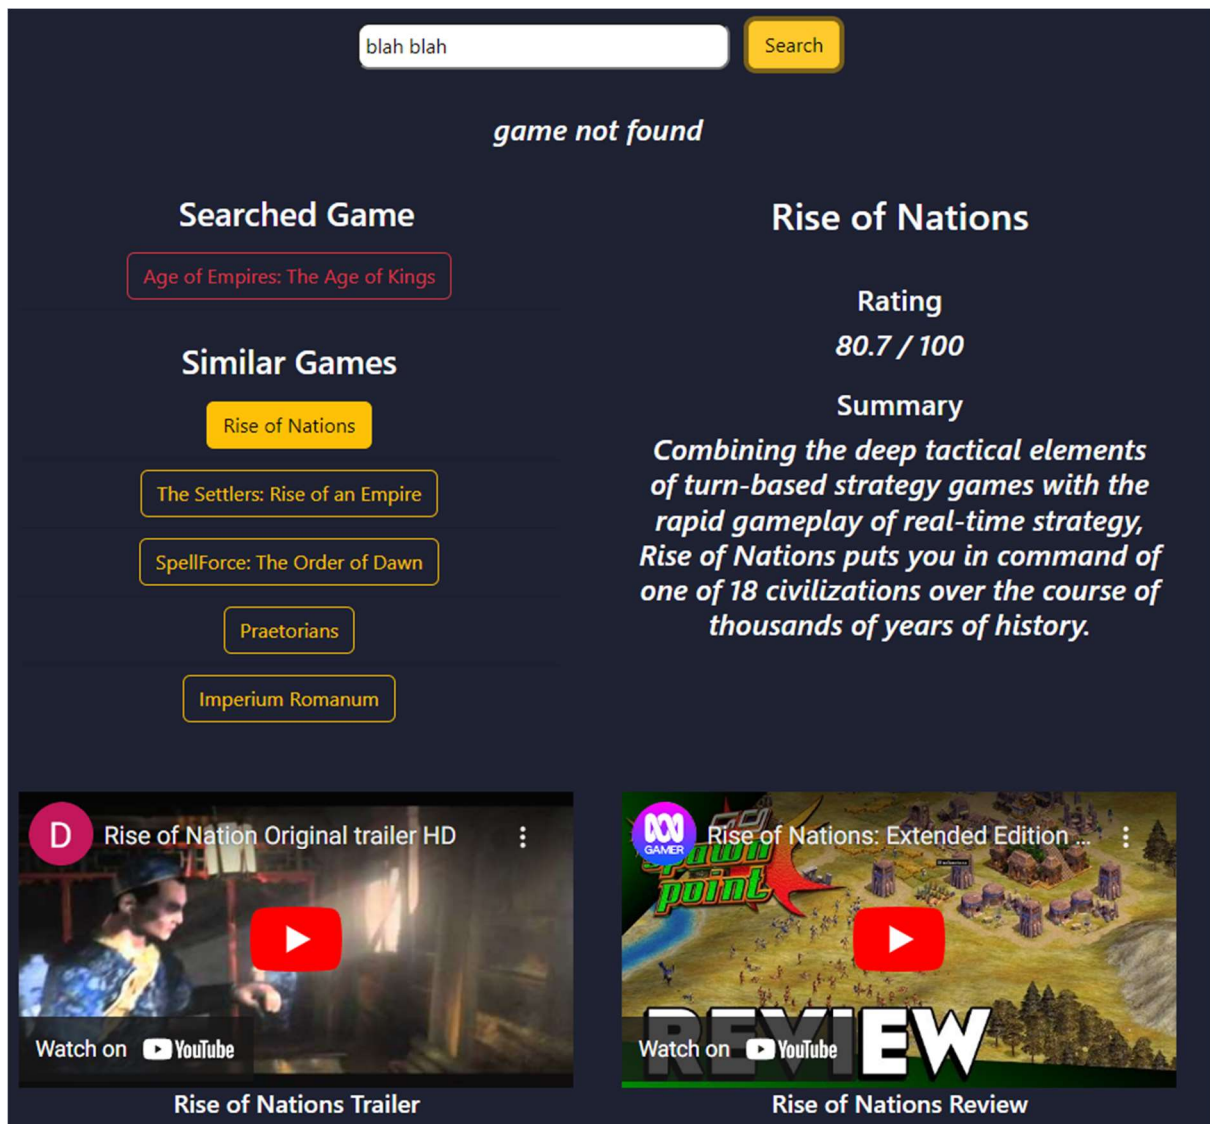 blah blah
Search
game not found
Searched Game
Age of Empires: The Age of Kings
Similar Games
Rise of Nations
The Settlers: Rise of an Empire
SpellForce: The Order of Dawn
Praetorians
Imperium Romanum
Rise of Nations
Rating
80.7 / 100
Summary
Combining the deep tactical elements
of turn-based strategy games with the
rapid gameplay of real-time strategy,
Rise of Nations puts you in command of
one of 18 civilizations over the course of
thousands of years of history.
D
Rise of Nation Original trailer HD
Watch on YouTube
Rise of Nations Trailer
GAMER
Rise of Nations: Extended Edition ...
spawn
point
REVIEW
Watch on YouTube
Rise of Nations Review